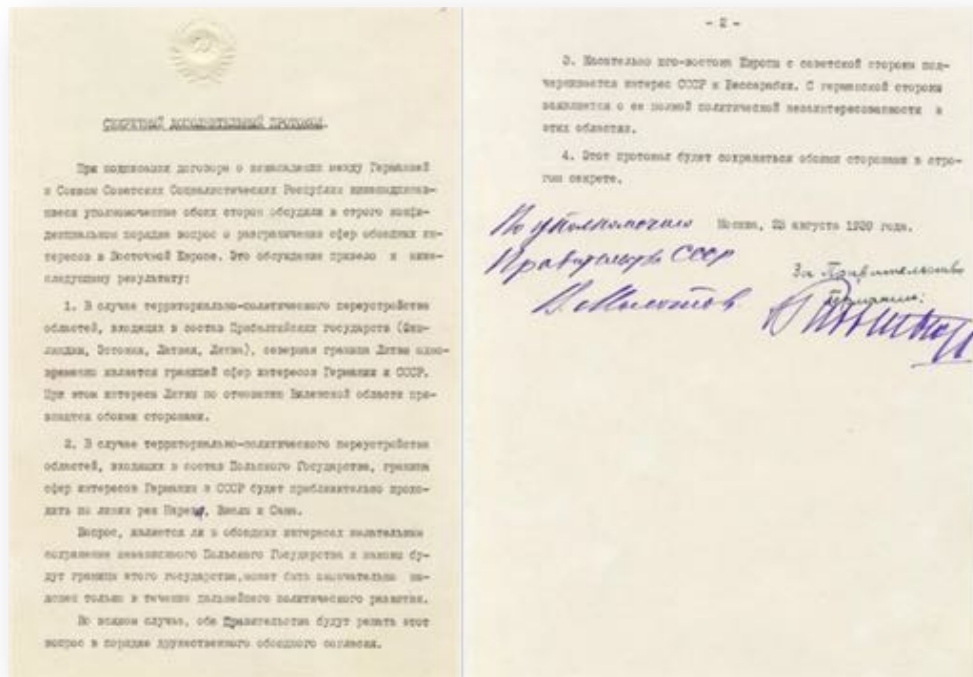 СЕКРЕТНЫЙ ДОПОЛНИТЕЛЬНЫЙ ПРОТОКОЛ.
При подписании договора о ненападении между Германией
и Союзом Советских Социалистических Республик нижеподписав-
шиеся уполномоченные обеих сторон обсудили в строго конфи-
денциальном порядке вопрос о разграничении сфер обоюдных ин-
тересов в Восточной Европе. Это обсуждение привело к ниже-
следующему результату:
1. В случае территориально-политического переустройства
областей, входящих в состав Прибалтийских государств (Фин-
ляндия, Эстония, Латвия, Литва), северная граница Литвы одно-
временно является границей сфер интересов Германии и СССР.
При этом интересы Литвы по отношению Виленской области при-
знаются обеими сторонами.
2. В случае территориально-политического переустройства
областей, входящих в состав Польского Государства, граница
сфер интересов Германии и СССР будет приблизительно прохо-
дить по линии рек Нарева, Вислы и Сана.
Вопрос, является ли в обоюдных интересах желательным
сохранение независимого Польского Государства и каковы бу-
дут границы этого государства, может быть окончательно вы-
яснен только в течение дальнейшего политического развития.
Во всяком случае, оба Правительства будут решать этот
вопрос в порядке дружественного обоюдного согласия.
- 2 -
3. Касательно юго-востока Европы с советской стороны под-
черкивается интерес СССР к Бессарабии. С германской стороны
заявляется о ее полной политической незаинтересованности в
этих областях.
4. Этот протокол будет сохраняться обеими сторонами в стро-
гом секрете.
Москва, 23 августа 1939 года.
По уполномочию
Правительства СССР
В. Молотов
За Правительство
Германии: